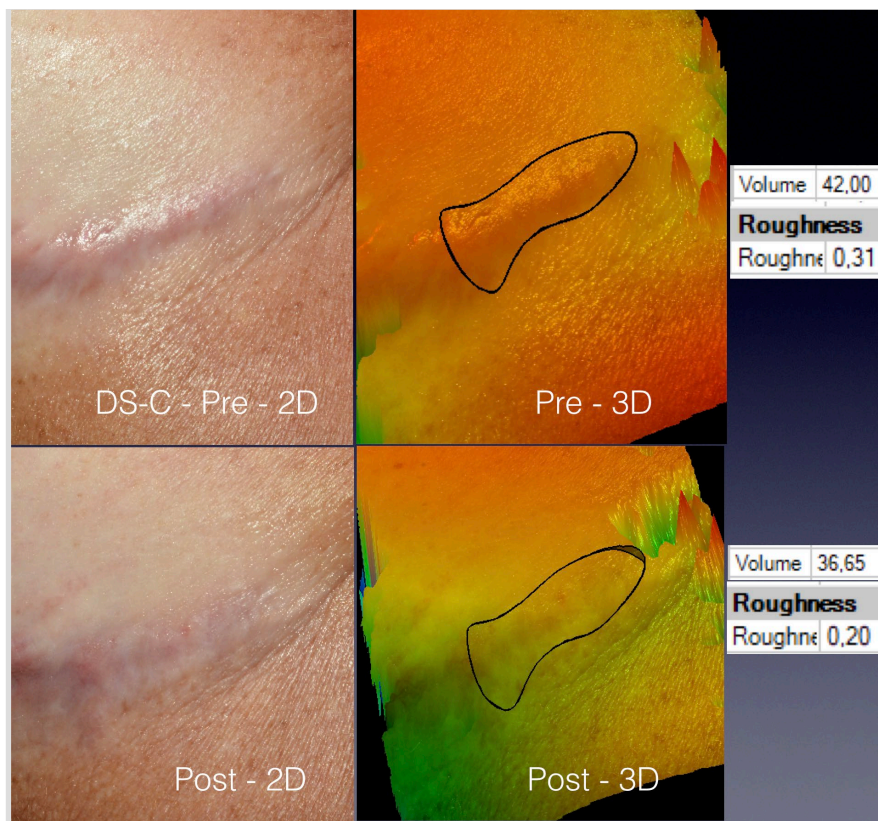 DS-C - Pre - 2D
Pre - 3D
Volume 42,00
Roughness
Roughne 0,31
Post - 2D
Post - 3D
Volume 36,65
Roughness
Roughne 0,20